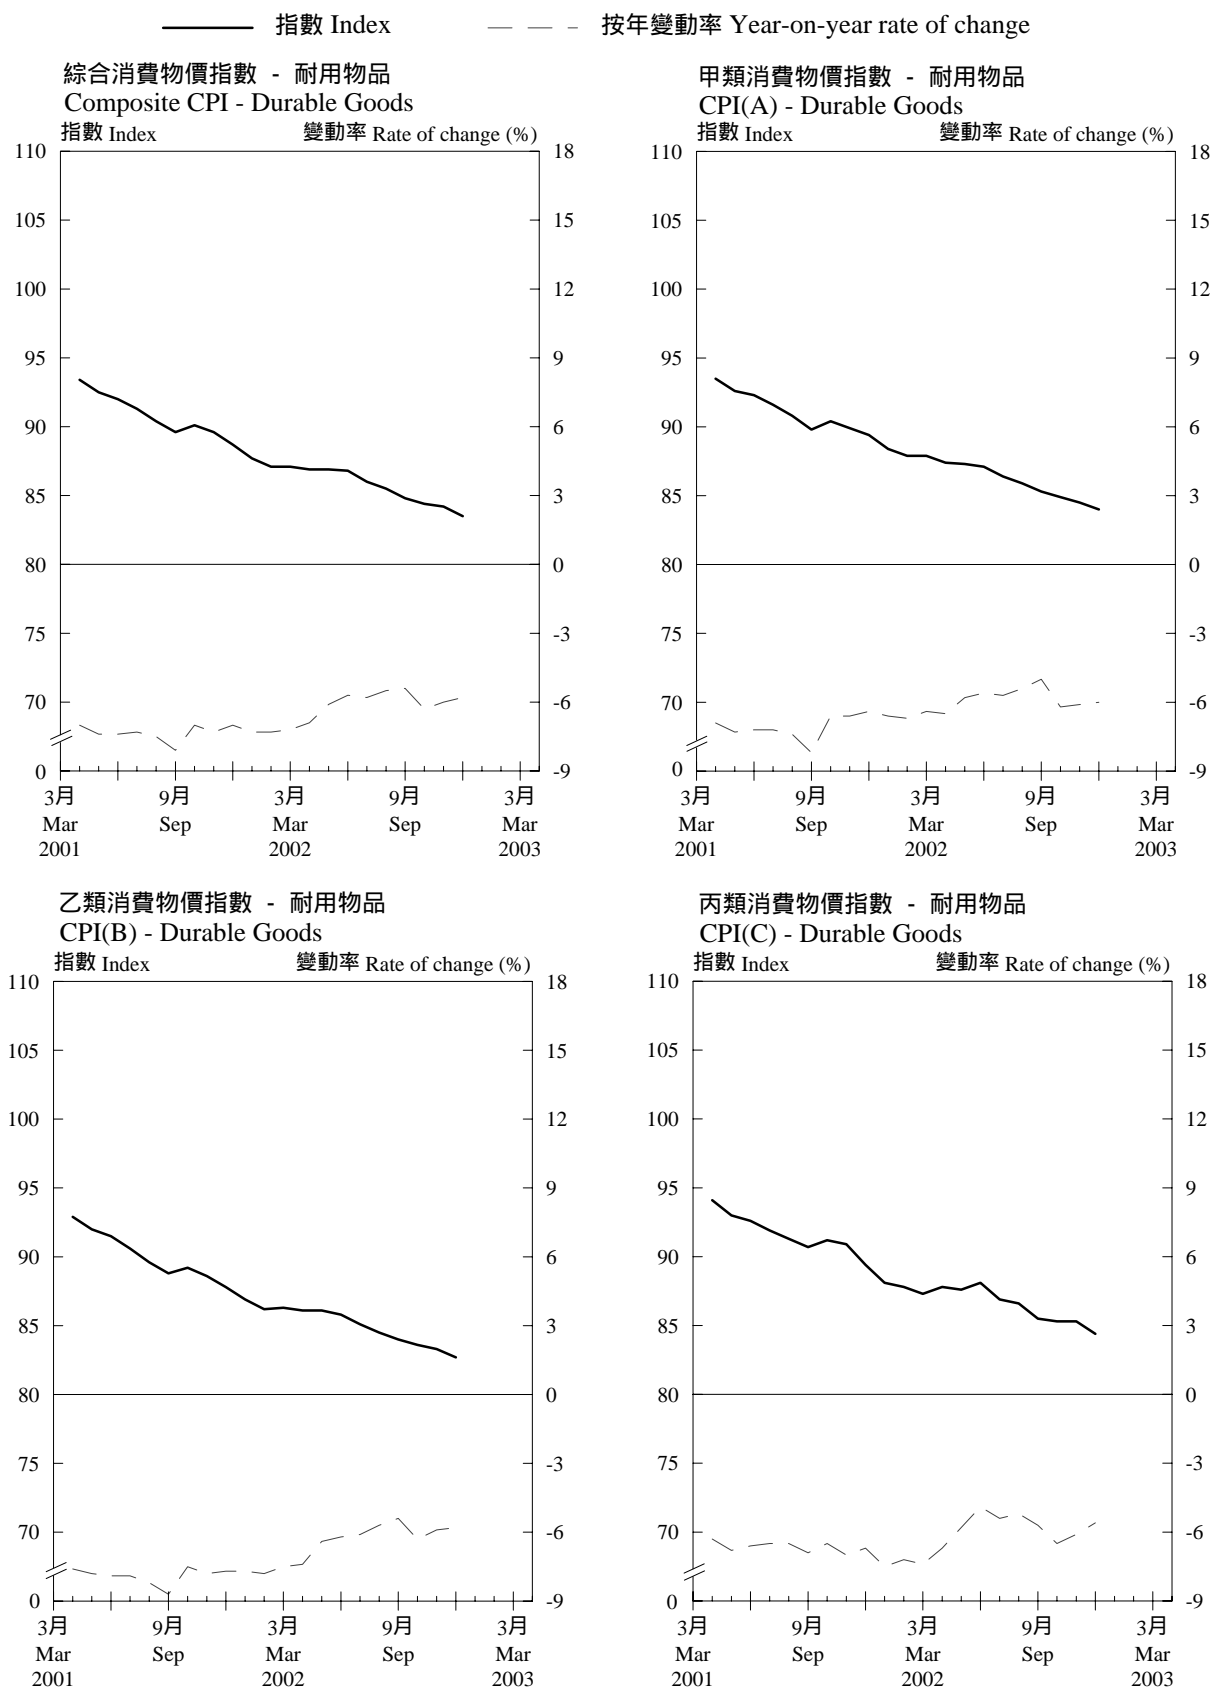 指數 Index 按年變動率 Year-on-year rate of change
綜合消費物價指數 - 耐用物品
Composite CPI - Durable Goods
指數 Index 變動率 Rate of change (%)
110 18
105 15
100 12
95 9
90 6
85 3
80 0
75 -3
70 -6
0 -9
3月 9月 3月 9月 3月
Mar Sep Mar Sep Mar
2001 2002 2003
甲類消費物價指數 - 耐用物品
CPI(A) - Durable Goods
指數 Index 變動率 Rate of change (%)
110 18
105 15
100 12
95 9
90 6
85 3
80 0
75 -3
70 -6
0 -9
3月 9月 3月 9月 3月
Mar Sep Mar Sep Mar
2001 2002 2003
乙類消費物價指數 - 耐用物品
CPI(B) - Durable Goods
指數 Index 變動率 Rate of change (%)
110 18
105 15
100 12
95 9
90 6
85 3
80 0
75 -3
70 -6
0 -9
3月 9月 3月 9月 3月
Mar Sep Mar Sep Mar
2001 2002 2003
丙類消費物價指數 - 耐用物品
CPI(C) - Durable Goods
指數 Index 變動率 Rate of change (%)
110 18
105 15
100 12
95 9
90 6
85 3
80 0
75 -3
70 -6
0 -9
3月 9月 3月 9月 3月
Mar Sep Mar Sep Mar
2001 2002 2003